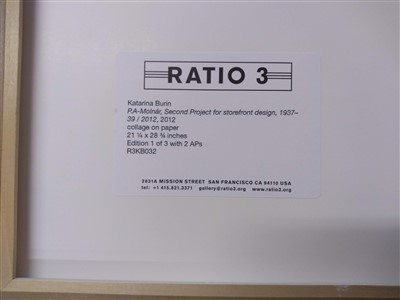 RATIO 3
Katarina Burin
P.A-Molnár, Second Project for storefront design, 1937–
39 / 2012, 2012
collage on paper
21 ¼ x 28 ¾ inches
Edition 1 of 3 with 2 APs
R3KB032
2831A MISSION STREET SAN FRANCISCO CA 94110 USA
tel: +1 415.821.3371 gallery@ratio3.org www.ratio3.org